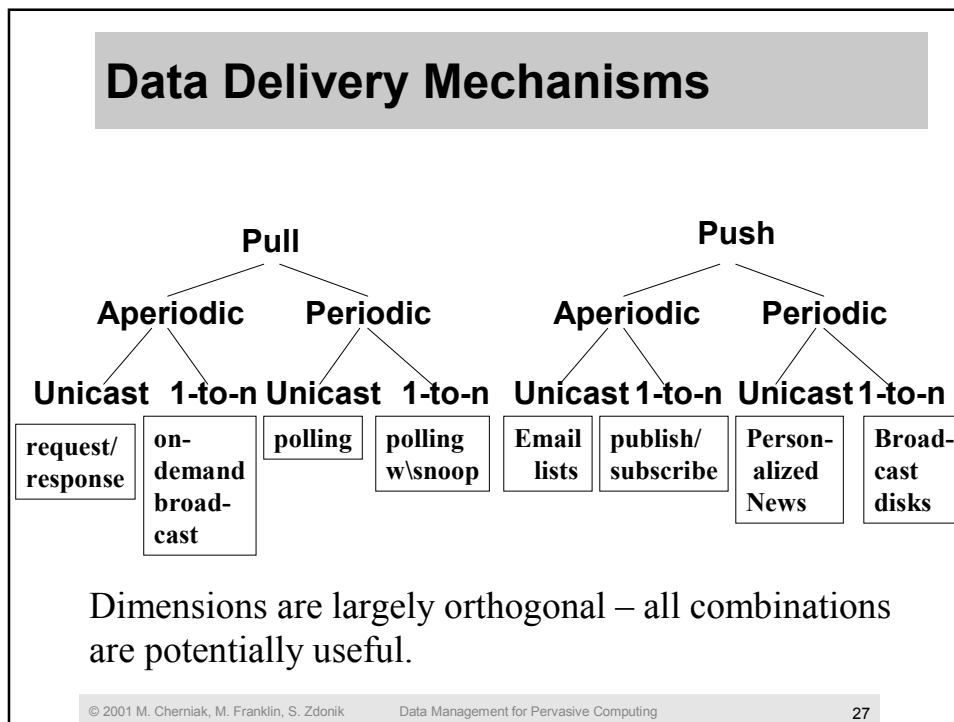 Data Delivery Mechanisms
Pull
Push
Aperiodic Periodic
Aperiodic Periodic
Unicast 1-to-n Unicast 1-to-n
Unicast 1-to-n Unicast 1-to-n
request/
response
on-
demand
broad-
cast
polling
polling
w\snoop
Email
lists
publish/
subscribe
Person-
alized
News
Broad-
cast
disks
Dimensions are largely orthogonal – all combinations
are potentially useful.
© 2001 M. Cherniak, M. Franklin, S. Zdonik Data Management for Pervasive Computing 27